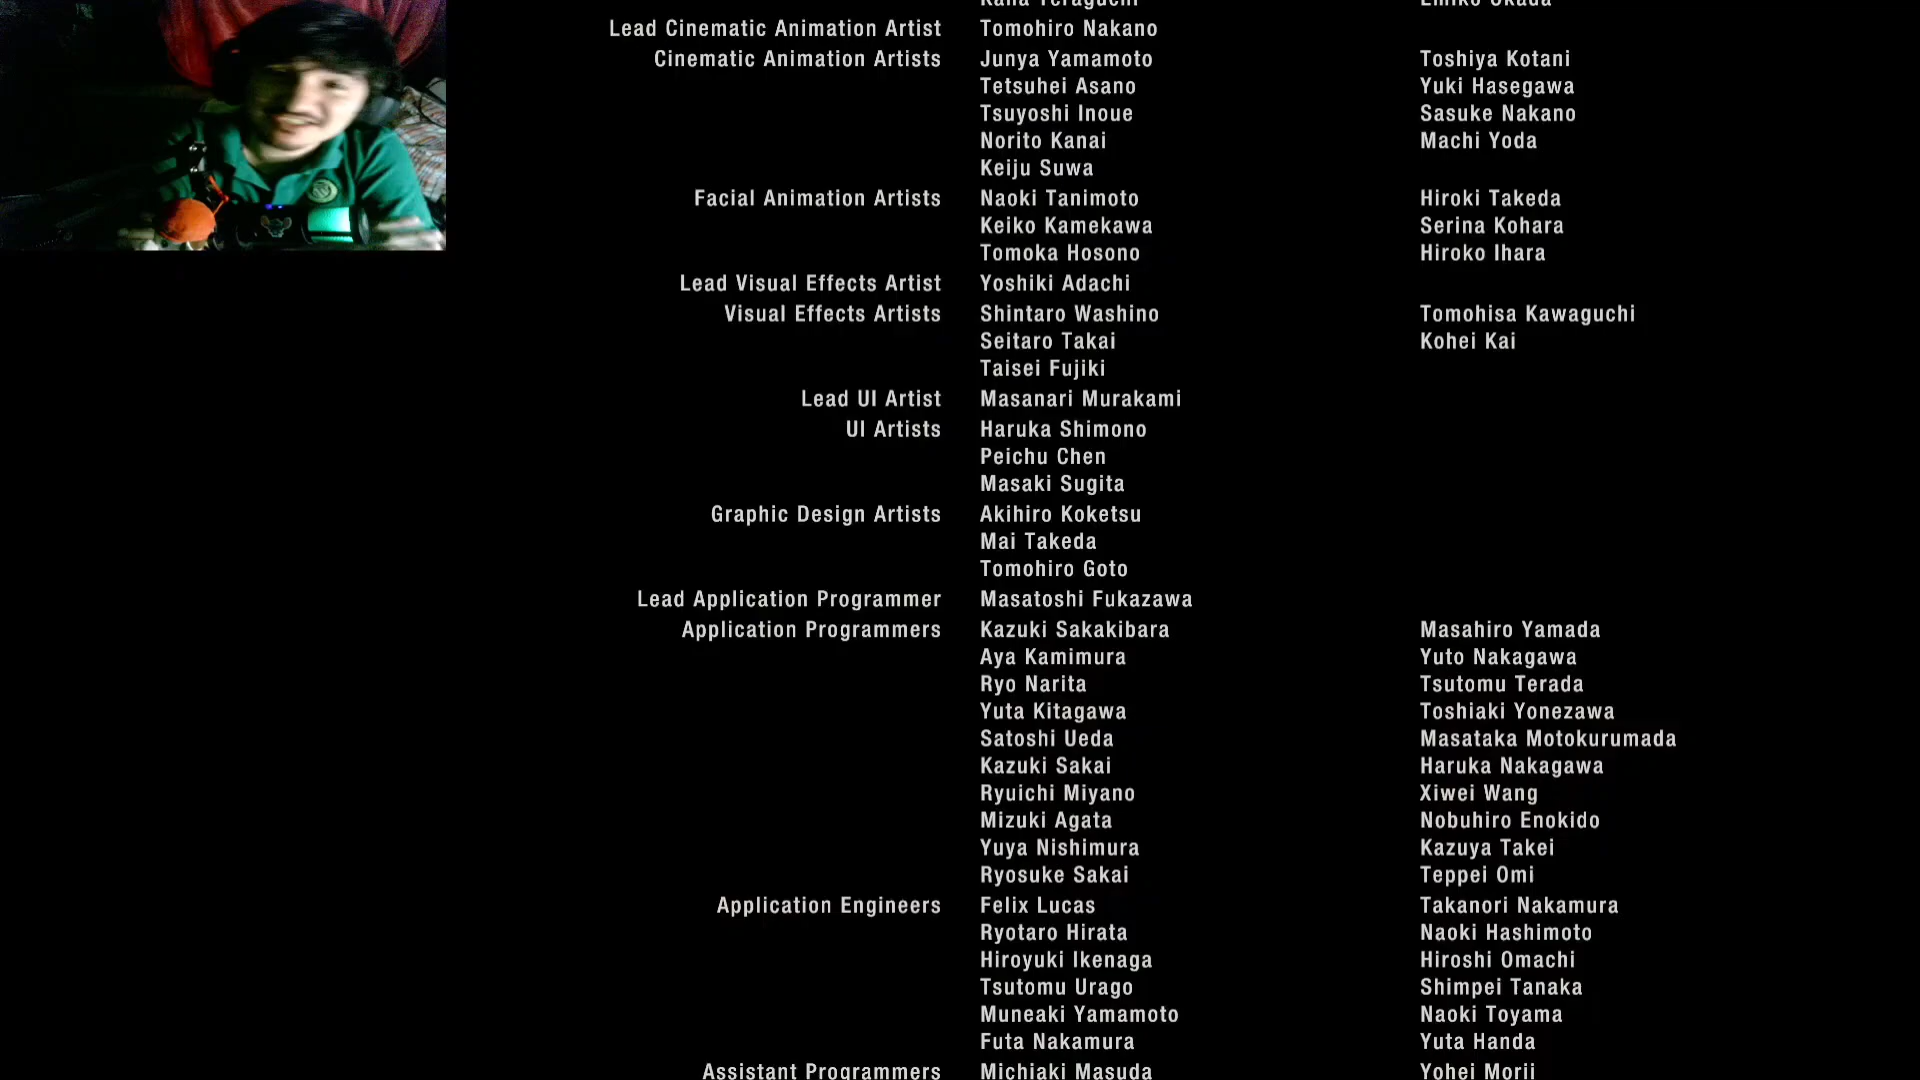 Lead Cinematic Animation Artist Tomohiro Nakano
Cinematic Animation Artists Junya Yamamoto Toshiya Kotani
Tetsuhei Asano Yuki Hasegawa
Tsuyoshi Inoue Sasuke Nakano
Norito Kanai Machi Yoda
Keiju Suwa
Facial Animation Artists Naoki Tanimoto Hiroki Takeda
Keiko Kamekawa Serina Kohara
Tomoka Hosono Hiroko Ihara
Lead Visual Effects Artist Yoshiki Adachi
Visual Effects Artists Shintaro Washino Tomohisa Kawaguchi
Seitaro Takai Kohei Kai
Taisei Fujiki
Lead UI Artist Masanari Murakami
UI Artists Haruka Shimono
Peichu Chen
Masaki Sugita
Graphic Design Artists Akihiro Koketsu
Mai Takeda
Tomohiro Goto
Lead Application Programmer Masatoshi Fukazawa
Application Programmers Kazuki Sakakibara Masahiro Yamada
Aya Kamimura Yuto Nakagawa
Ryo Narita Tsutomu Terada
Yuta Kitagawa Toshiaki Yonezawa
Satoshi Ueda Masataka Motokurumada
Kazuki Sakai Haruka Nakagawa
Ryuichi Miyano Xiwei Wang
Mizuki Agata Nobuhiro Enokido
Yuya Nishimura Kazuya Takei
Ryosuke Sakai Teppei Omi
Application Engineers Felix Lucas Takanori Nakamura
Ryotaro Hirata Naoki Hashimoto
Hiroyuki Ikenaga Hiroshi Omachi
Tsutomu Urago Shimpei Tanaka
Muneaki Yamamoto Naoki Toyama
Futa Nakamura Yuta Handa
Assistant Programmers Michiaki Masuda Yohei Morii